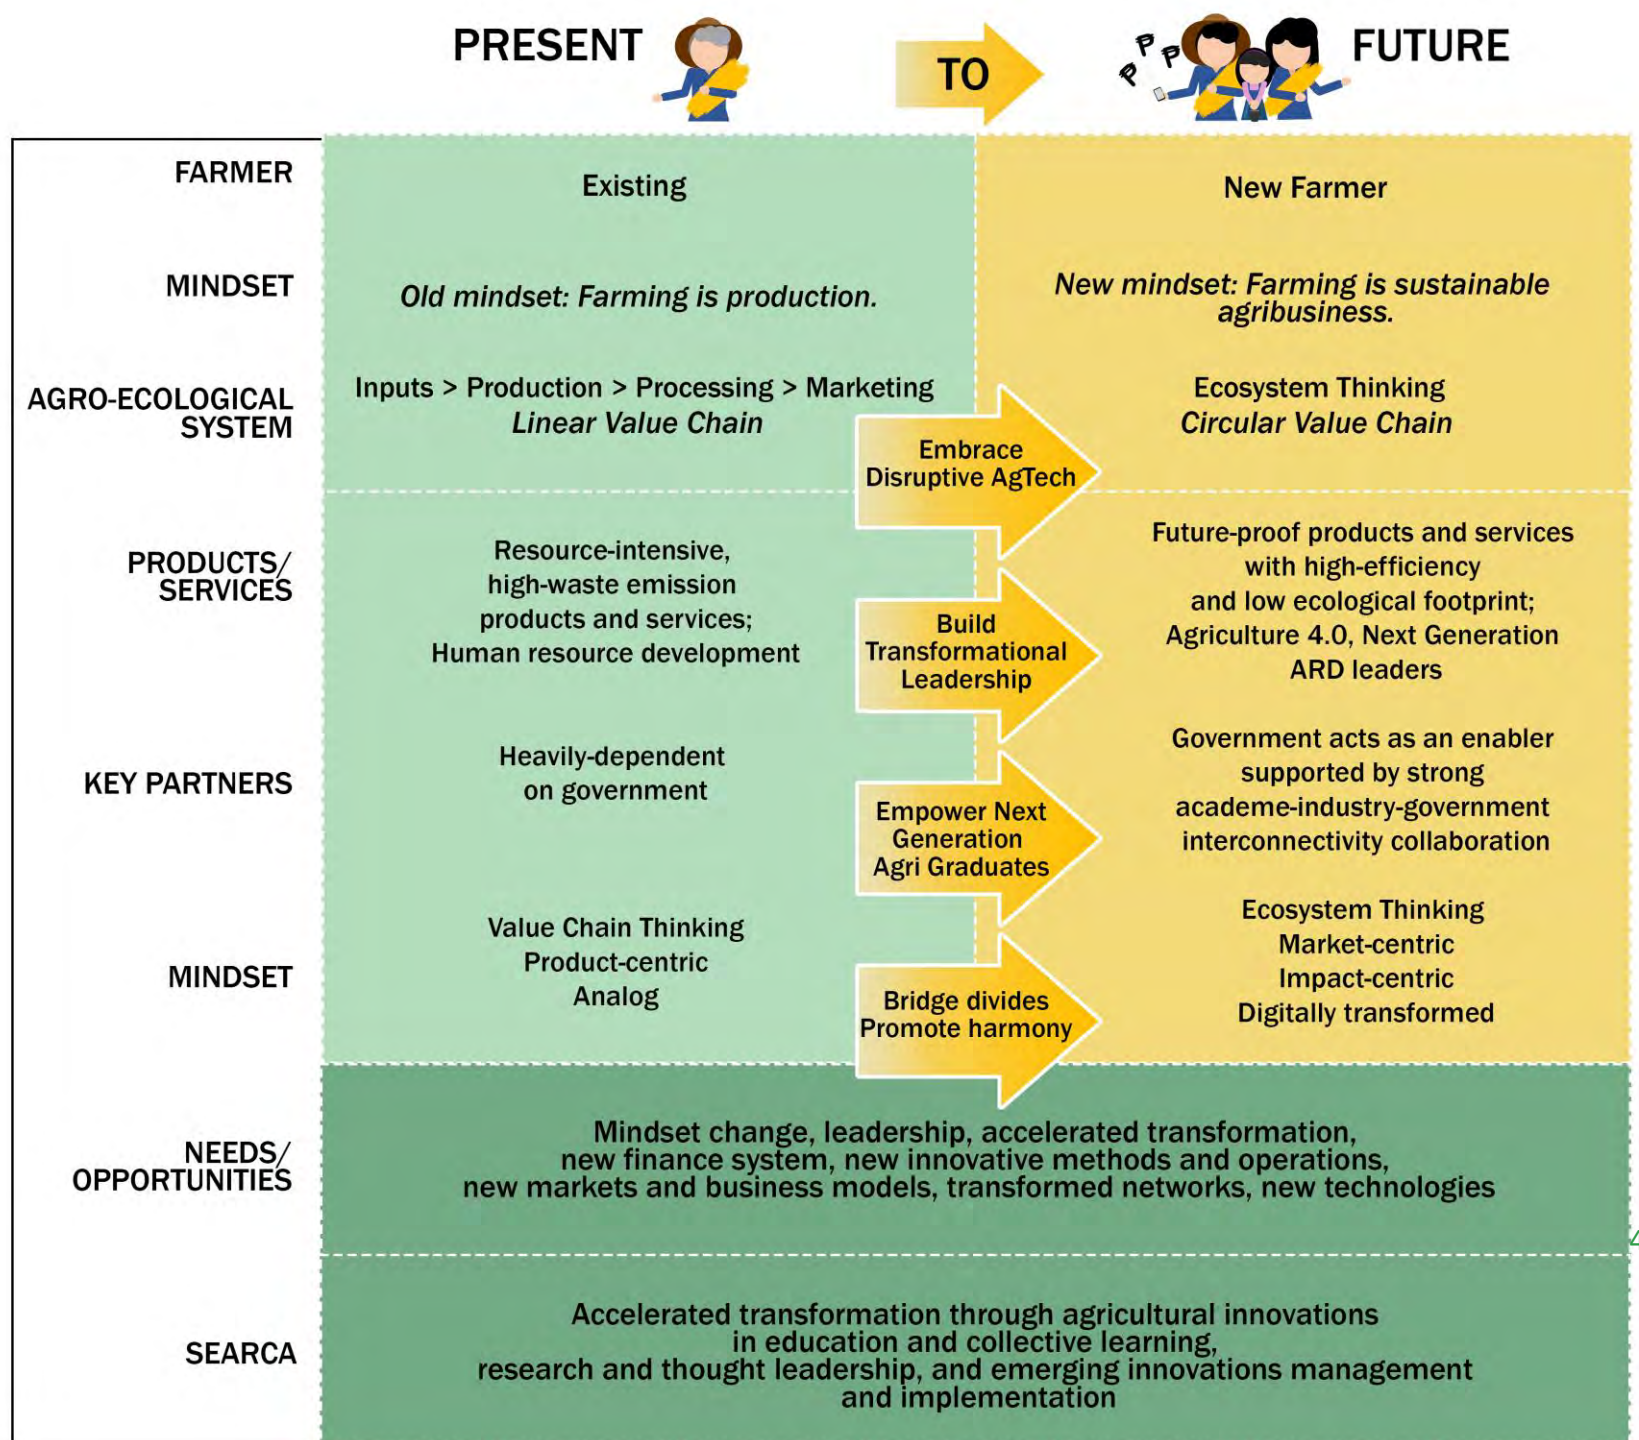 PRESENT
TO
FUTURE
₱
₱
₱
FARMER
Existing
New Farmer
MINDSET
Old mindset: Farming is production.
New mindset: Farming is sustainable
agribusiness.
AGRO-ECOLOGICAL
SYSTEM
Inputs > Production > Processing > Marketing
Linear Value Chain
Ecosystem Thinking
Circular Value Chain
Embrace
Disruptive AgTech
PRODUCTS/
SERVICES
Resource-intensive,
high-waste emission
products and services;
Human resource development
Build
Transformational
Leadership
Future-proof products and services
with high-efficiency
and low ecological footprint;
Agriculture 4.0, Next Generation
ARD leaders
KEY PARTNERS
Heavily-dependent
on government
Empower Next
Generation
Agri Graduates
Government acts as an enabler
supported by strong
academe-industry-government
interconnectivity collaboration
MINDSET
Value Chain Thinking
Product-centric
Analog
Bridge divides
Promote harmony
Ecosystem Thinking
Market-centric
Impact-centric
Digitally transformed
NEEDS/
OPPORTUNITIES
Mindset change, leadership, accelerated transformation,
new finance system, new innovative methods and operations,
new markets and business models, transformed networks, new technologies
SEARCA
Accelerated transformation through agricultural innovations
in education and collective learning,
research and thought leadership, and emerging innovations management
and implementation